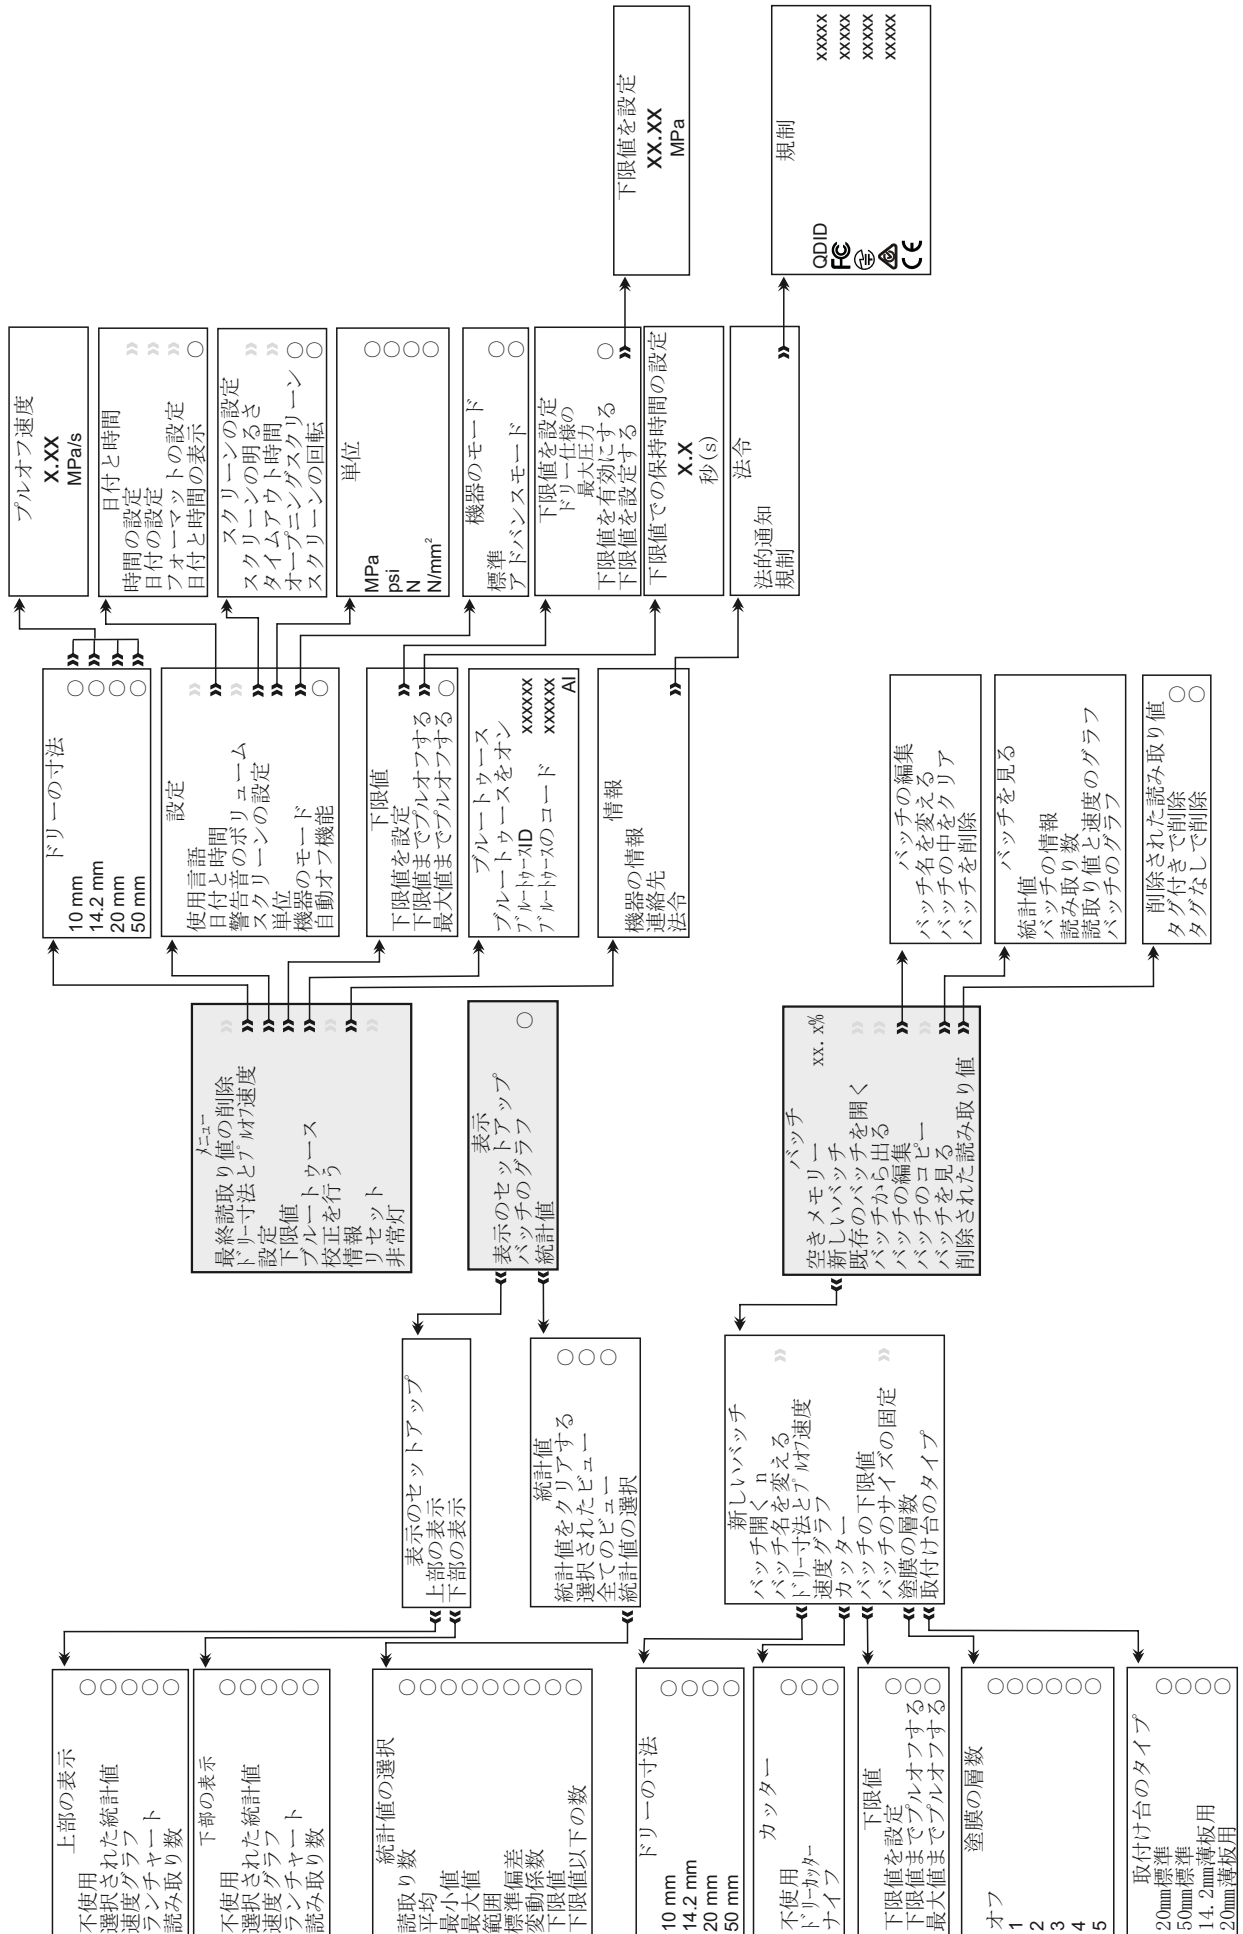 プルオフ速度
X.XX
MPa/s
日付と時間
時間の設定
日付の設定
フォーマットの設定
日付と時間の表示
スクリーンの設定
スクリーンの明るさ
タイムアウト時間
オープニングスクリーン
スクリーンの回転
単位
MPa
psi
N
N/mm²
機器のモード
標準
アドバンスモード
下限値を設定
ドリー仕様の
最大圧力
下限値を有効にする
下限値を設定する
下限値での保持時間の設定
X.X
秒(s)
法令
法的通知
規制
下限値を設定
XX.XX
MPa
規制
QDID
xxxxx
FC
xxxxx
xxxxx
CE
xxxxx
ドリーの寸法
10 mm
14.2 mm
20 mm
50 mm
設定
使用言語
日付と時間
警告音のボリューム
スクリーンの設定
単位
機器のモード
自動オフ機能
下限値
下限値を設定
下限値までプルオフする
最大値までプルオフする
ブルートゥース
ブルートゥースをオン
ブルートゥースID
xxxxxx
ブルートゥースのコード
xxxxxx
AI
情報
機器の情報
連絡先
法令
バッチの編集
バッチ名を変える
バッチの中をクリア
バッチを削除
バッチを見る
統計値
バッチの情報
読み取り数
読取り値と速度のグラフ
バッチのグラフ
削除された読み取り値
タグ付きで削除
タグなしで削除
メニュー
最終読取り値の削除
ドリー寸法とプルオフ速度
設定
下限値
ブルートゥース
校正を行う
情報
リセット
非常灯
表示
表示のセットアップ
バッチのグラフ
統計値
バッチ
空きメモリー
xx. x%
新しいバッチ
既存のバッチを開く
バッチから出る
バッチの編集
バッチのコピー
バッチを見る
削除された読み取り値
表示のセットアップ
上部の表示
下部の表示
統計値
統計値をクリアする
選択されたビュー
全てのビュー
統計値の選択
新しいバッチ
バッチ開く n
バッチ名を変える
ドリー寸法とプルオフ速度
速度グラフ
カッター
バッチの下限値
バッチのサイズの固定
塗膜の層数
取付け台のタイプ
上部の表示
不使用
選択された統計値
速度グラフ
ランチャート
読み取り数
下部の表示
不使用
選択された統計値
速度グラフ
ランチャート
読み取り数
統計値の選択
読取り数
平均
最小値
最大値
範囲
標準偏差
変動係数
下限値
下限値以下の数
ドリーの寸法
10 mm
14.2 mm
20 mm
50 mm
カッター
不使用
ドリーカッター
ナイフ
下限値
下限値を設定
下限値までプルオフする
最大値までプルオフする
塗膜の層数
オフ
1
2
3
4
5
取付け台のタイプ
20mm標準
50mm標準
14.2mm薄板用
20mm薄板用